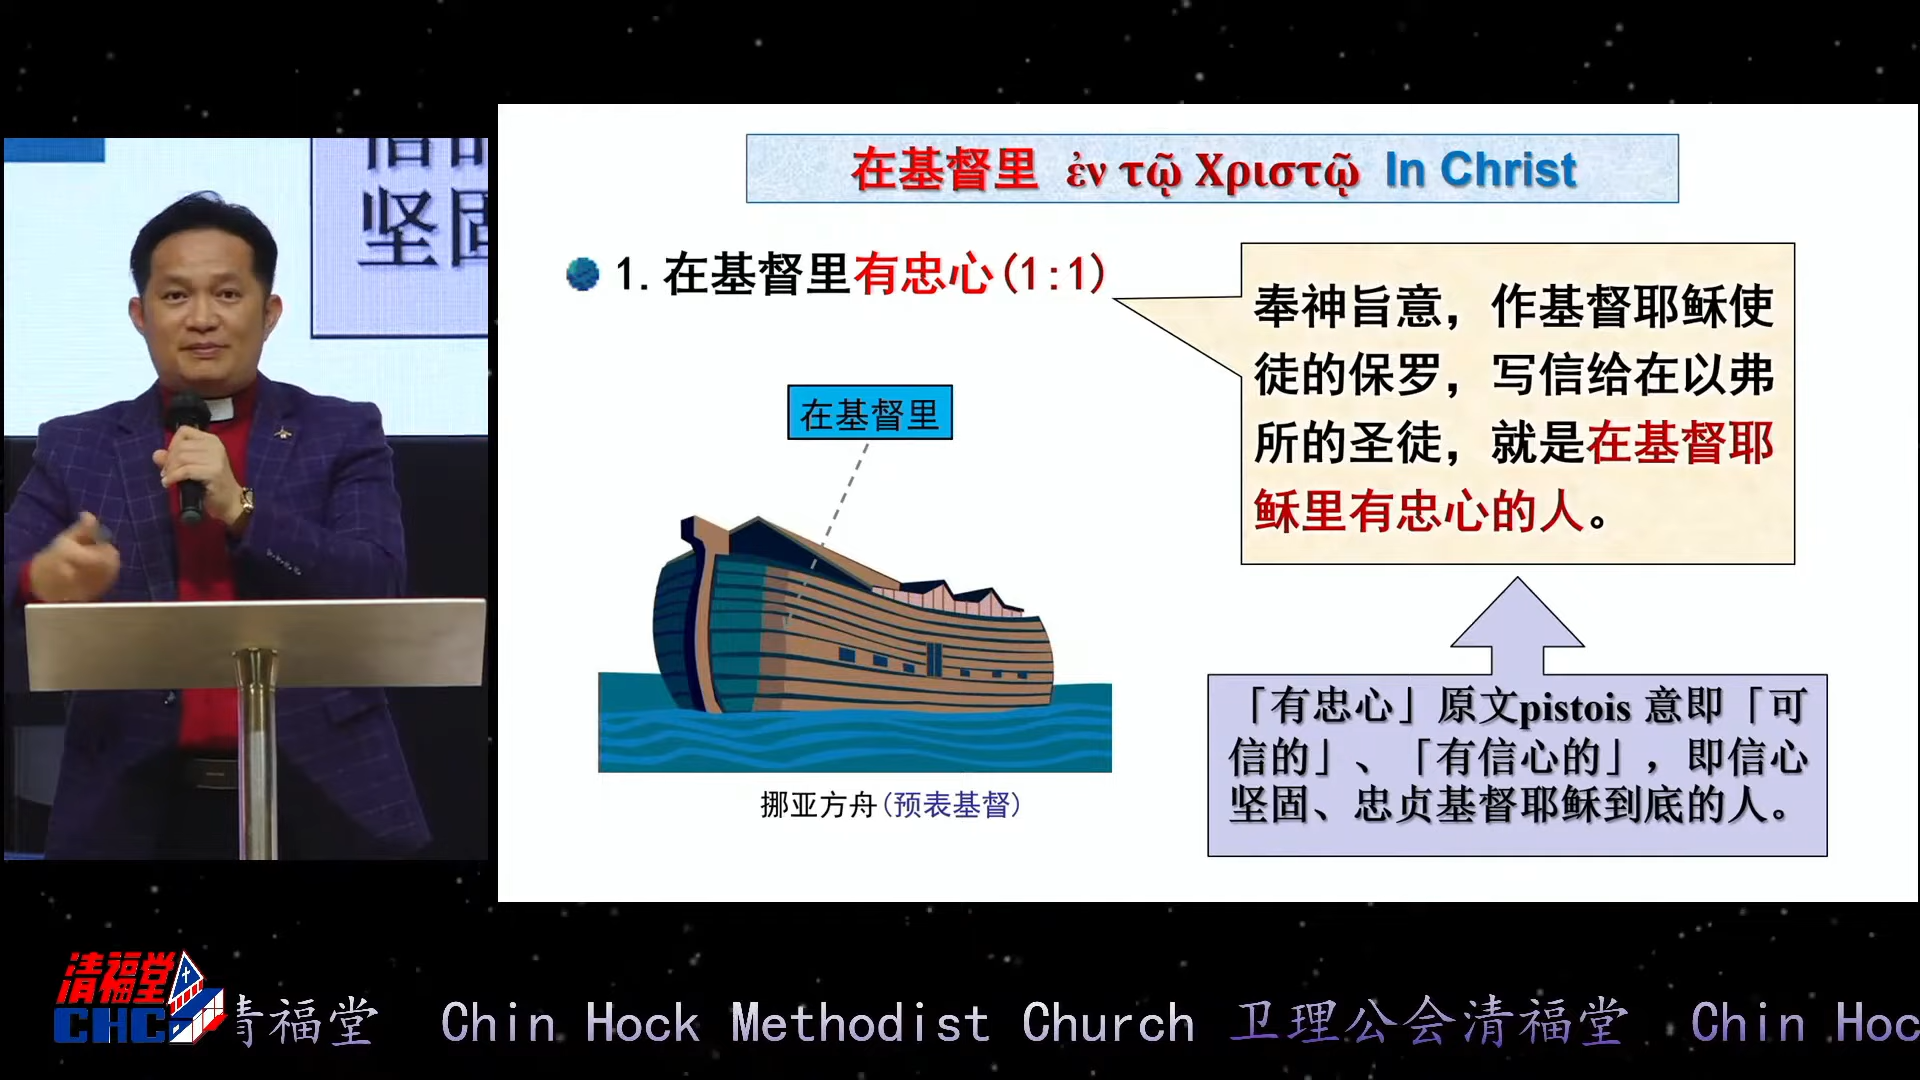 在基督里 ἐν τῷ Χριστῷ In Christ
1.在基督里有忠心(1:1)
奉神旨意，作基督耶稣使
徒的保罗，写信给在以弗
所的圣徒，就是在基督耶
稣里有忠心的人。
在基督里
挪亚方舟(预表基督)
「有忠心」原文pistois 意即「可
信的」、「有信心的」，即信心
坚固、忠贞基督耶稣到底的人。
坚固
清福堂
CHC
清福堂 Chin Hock Methodist Church 卫理公会清福堂 Chin Hoc